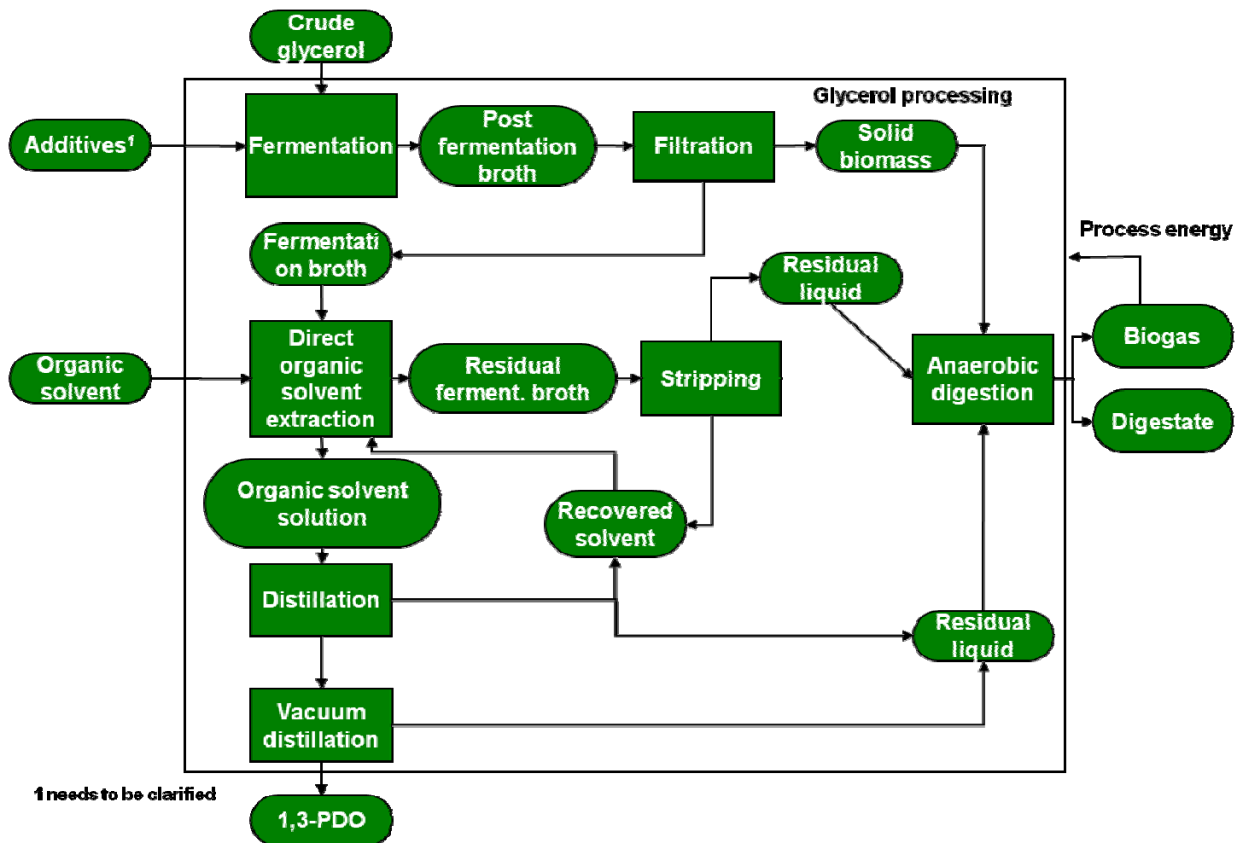 Crude
glycerol
Glycerol processing
Additives¹
Fermentation
Post
fermentation
broth
Filtration
Solid
biomass
Fermentati
on broth
Residual
liquid
Process energy
Organic
solvent
Direct
organic
solvent
extraction
Residual
ferment. broth
Stripping
Anaerobic
digestion
Biogas
Digestate
Organic solvent
solution
Recovered
solvent
Distillation
Residual
liquid
Vacuum
distillation
1 needs to be clarified
1,3-PDO